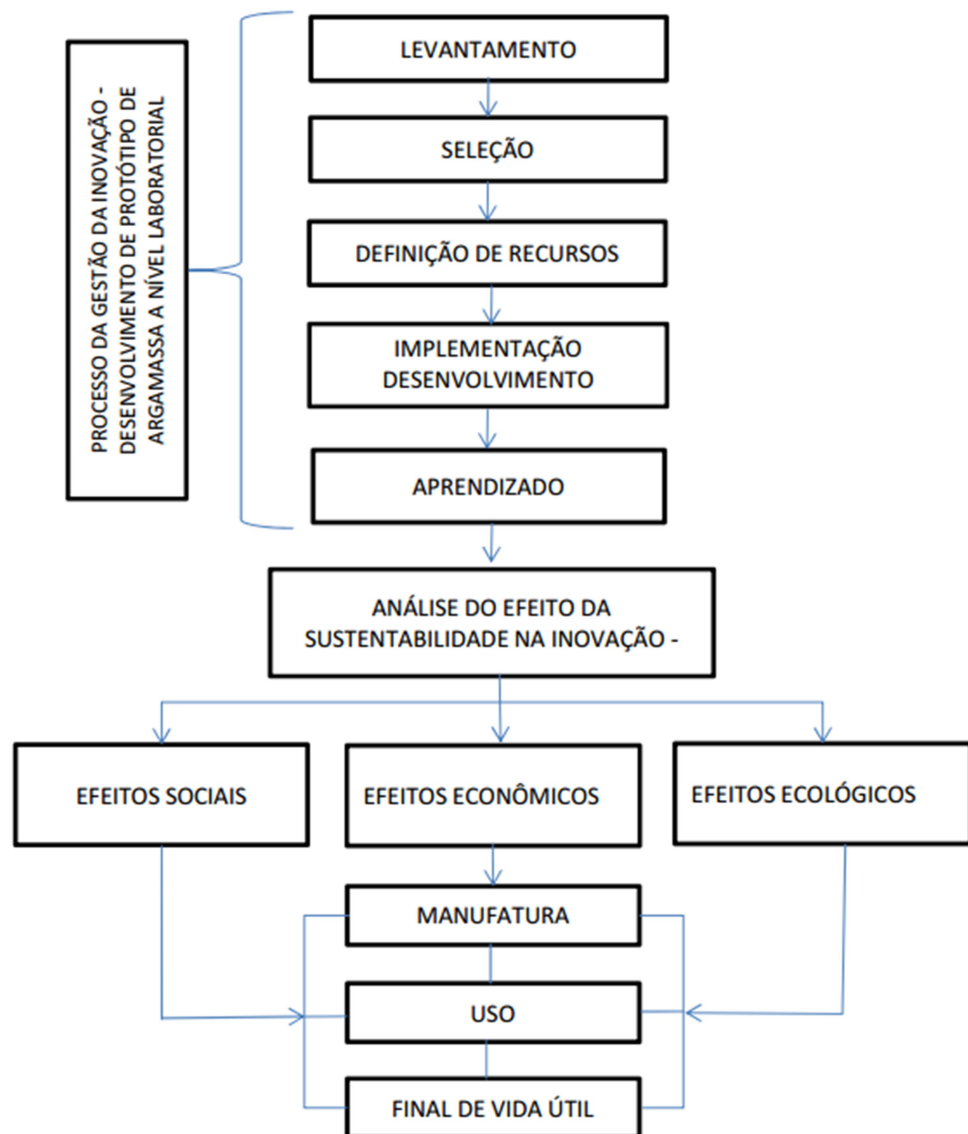 PROCESSO DA GESTÃO DA INOVAÇÃO -
DESENVOLVIMENTO DE PROTÓTIPO DE
ARGAMASSA A NÍVEL LABORATORIAL
LEVANTAMENTO
SELEÇÃO
DEFINIÇÃO DE RECURSOS
IMPLEMENTAÇÃO
DESENVOLVIMENTO
APRENDIZADO
ANÁLISE DO EFEITO DA
SUSTENTABILIDADE NA INOVAÇÃO -
EFEITOS SOCIAIS
EFEITOS ECONÔMICOS
EFEITOS ECOLÓGICOS
MANUFATURA
USO
FINAL DE VIDA ÚTIL